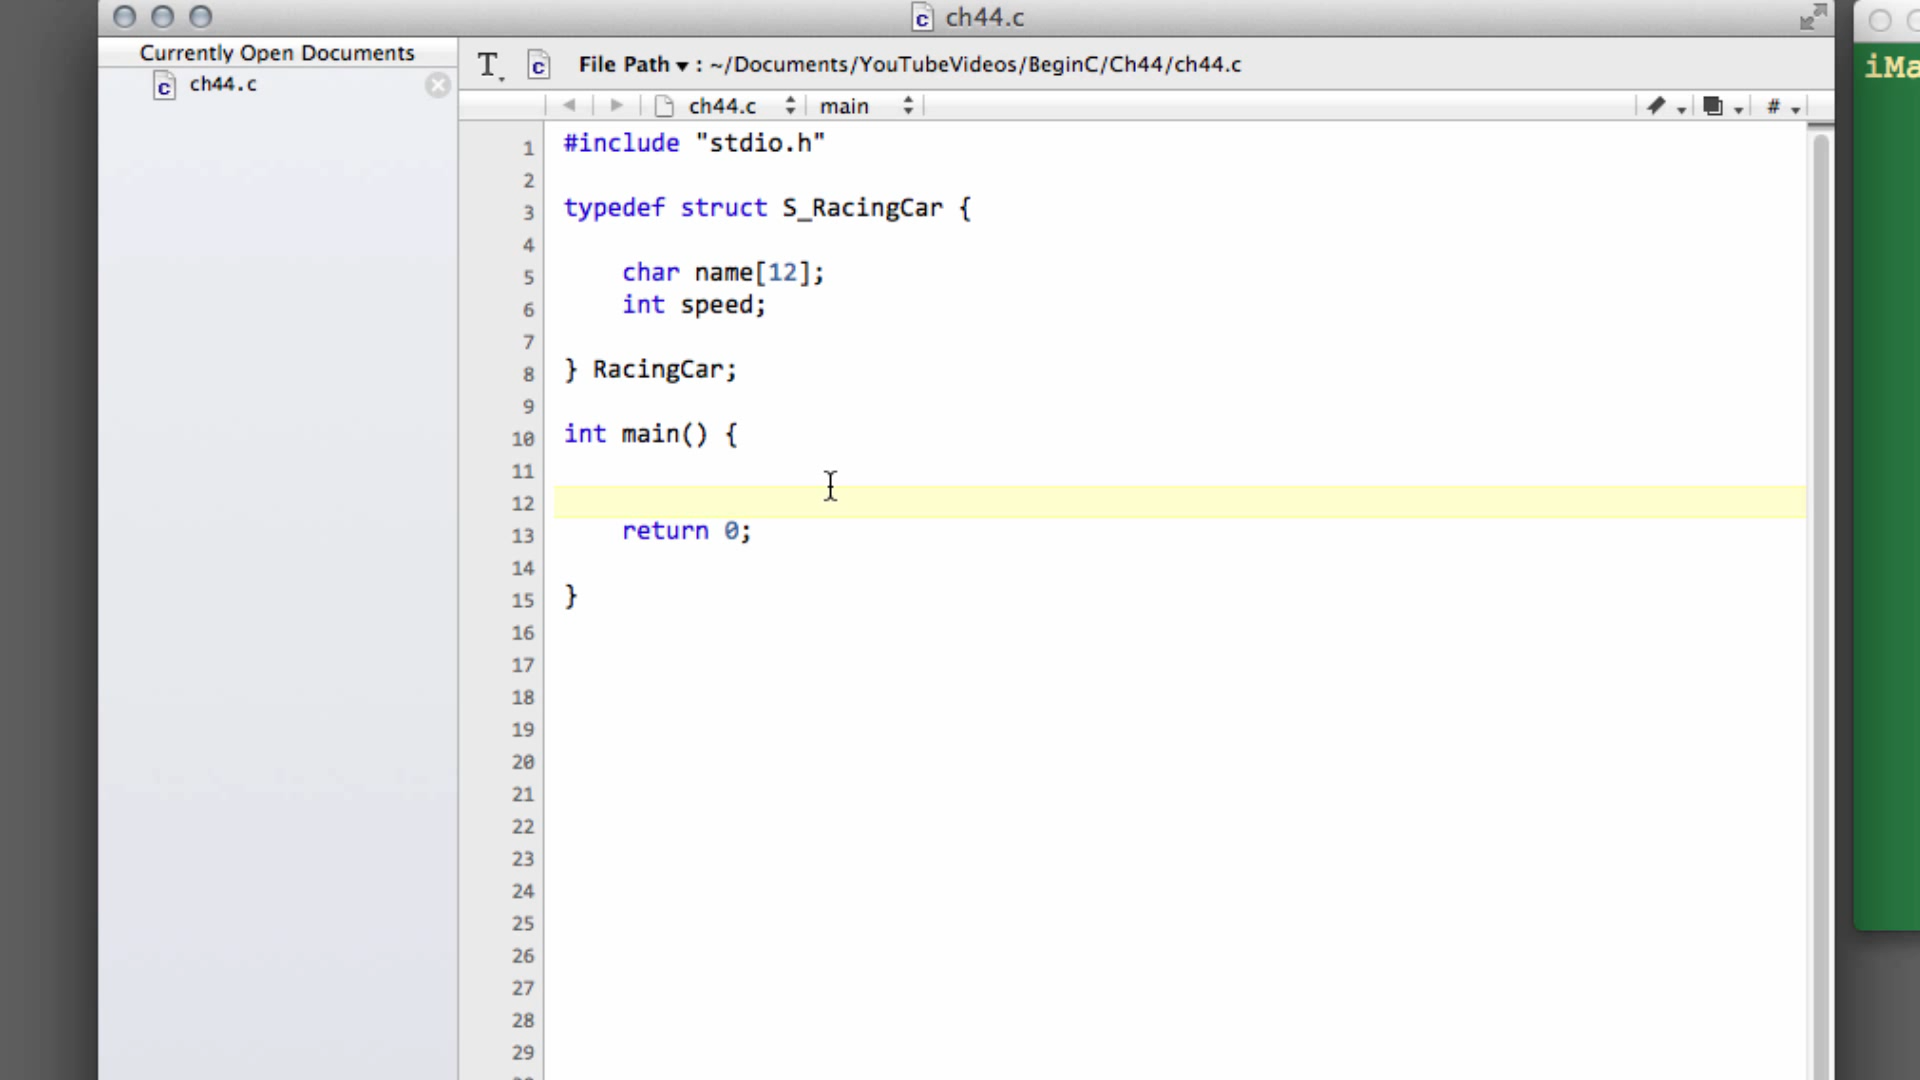 ch44.c
Currently Open Documents
ch44.c
T
File Path ▾ : ~/Documents/YouTubeVideos/BeginC/Ch44/ch44.c
ch44.c main #
1 #include "stdio.h"
2
3 typedef struct S_RacingCar {
4
5 char name[12];
6 int speed;
7
8 } RacingCar;
9
10 int main() {
11
12
13 return 0;
14
15 }
16
17
18
19
20
21
22
23
24
25
26
27
28
29
iMa